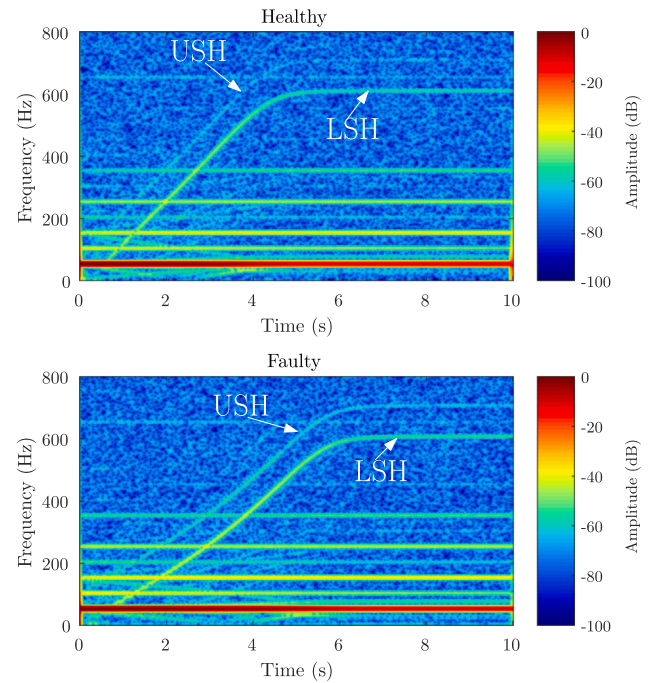 Healthy
800
600
400
200
0
0 2 4 6 8 10
Frequency (Hz)
Time (s)
USH
LSH
0
-20
-40
-60
-80
-100
Amplitude (dB)
Faulty
800
600
400
200
0
0 2 4 6 8 10
Frequency (Hz)
Time (s)
USH
LSH
0
-20
-40
-60
-80
-100
Amplitude (dB)